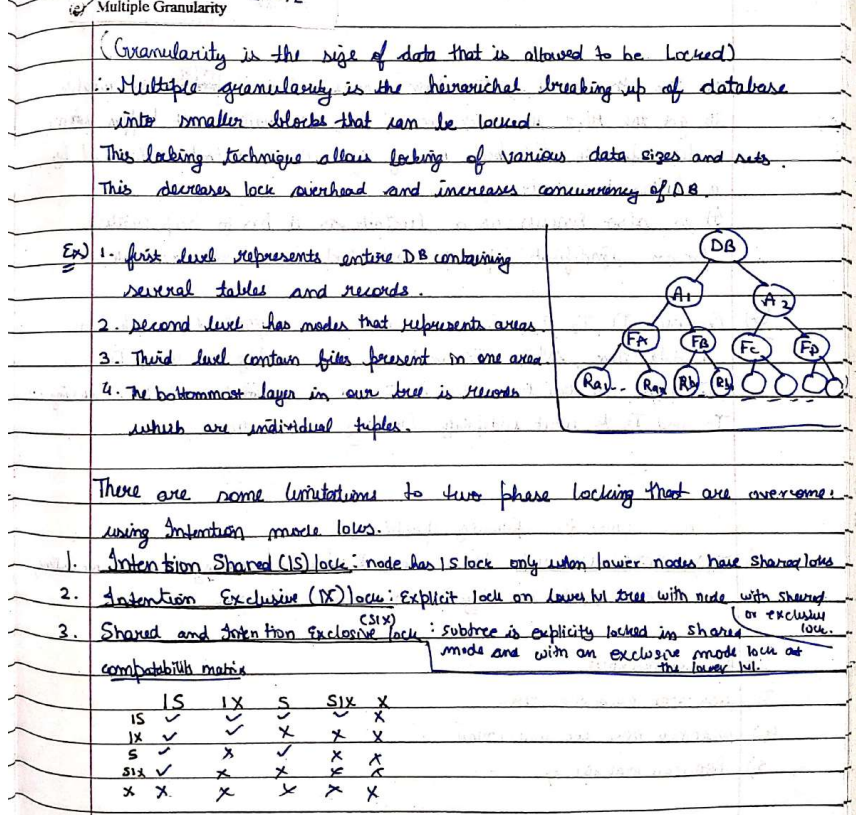 (e) Multiple Granularity
(Granularity is the size of data that is allowed to be Locked)
∴ Multiple granularity is the heirarichal breaking up of database
into smaller blocks that can be locked.
This locking technique allows locking of various data sizes and sets.
This decreases lock overhead and increases concurrency of DB.
Ex) 1. first level represents entire DB containing
several tables and records.
2. second level has nodes that represents areas.
3. Third level contain files present in one area.
4. The bottommost layer in our tree is records
which are individual tuples.
DB
A1 A2
FA FB FC FD
Ra1... Rb Rb
There are some limitations to two phase locking that are overcome
using Intention mode locks.
1. Intention Shared (IS) lock: node has IS lock only when lower nodes have Shared locks
2. Intention Exclusive (IX) lock: Explicit lock on lower lvl tree with node with shared
or exclusive lock.
3. Shared and Intention Exclosive (SIX) lock: subtree is explicity locked in shared
mode and with an exclusive mode lock at
the lower lvl.
compatability matrix
IS IX S SIX X
IS ✓ ✓ ✓ ✓ ✗
IX ✓ ✓ ✗ ✗ ✗
S ✓ ✗ ✓ ✗ ✗
SIX ✓ ✗ ✗ ✗ ✗
X ✗ ✗ ✗ ✗ ✗